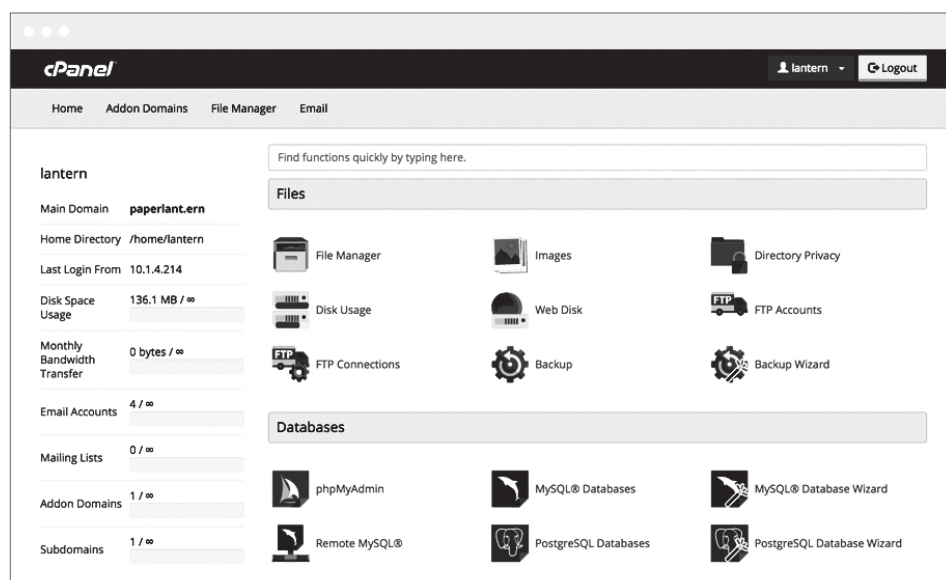 cPanel
lantern
Logout
Home Addon Domains File Manager Email
Find functions quickly by typing here.
lantern
Main Domain paperlant.ern
Home Directory /home/lantern
Last Login From 10.1.4.214
Disk Space
Usage
136.1 MB / ∞
Monthly
Bandwidth
Transfer
0 bytes / ∞
Email Accounts 4 / ∞
Mailing Lists 0 / ∞
Addon Domains 1 / ∞
Subdomains 1 / ∞
Files
File Manager Images Directory Privacy
Disk Usage Web Disk FTP FTP Accounts
FTP FTP Connections Backup Backup Wizard
Databases
phpMyAdmin MySQL® Databases MySQL® Database Wizard
Remote MySQL® PostgreSQL Databases PostgreSQL Database Wizard